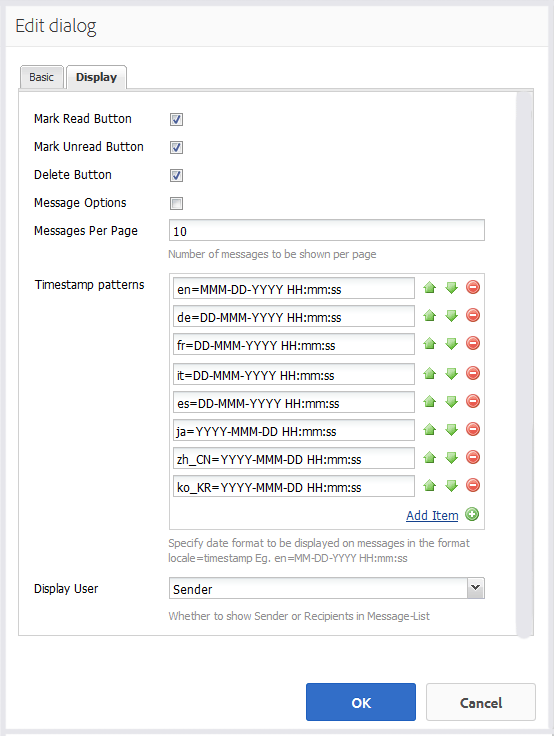 Edit dialog
Basic Display
Mark Read Button
Mark Unread Button
Delete Button
Message Options
Messages Per Page 10
Number of messages to be shown per page
Timestamp patterns en=MMM-DD-YYYY HH:mm:ss
de=DD-MMM-YYYY HH:mm:ss
fr=DD-MMM-YYYY HH:mm:ss
it=DD-MMM-YYYY HH:mm:ss
es=DD-MMM-YYYY HH:mm:ss
ja=YYYY-MMM-DD HH:mm:ss
zh_CN=YYYY-MMM-DD HH:mm:ss
ko_KR=YYYY-MMM-DD HH:mm:ss
Add Item
Specify date format to be displayed on messages in the format
locale=timestamp Eg. en=MM-DD-YYYY HH:mm:ss
Display User Sender
Whether to show Sender or Recipients in Message-List
OK Cancel